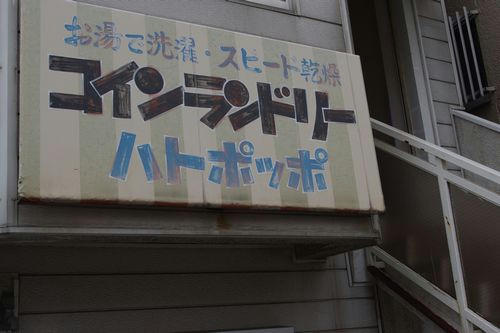 お湯で洗濯・スピード乾燥
コインランドリー
ハトポッポ